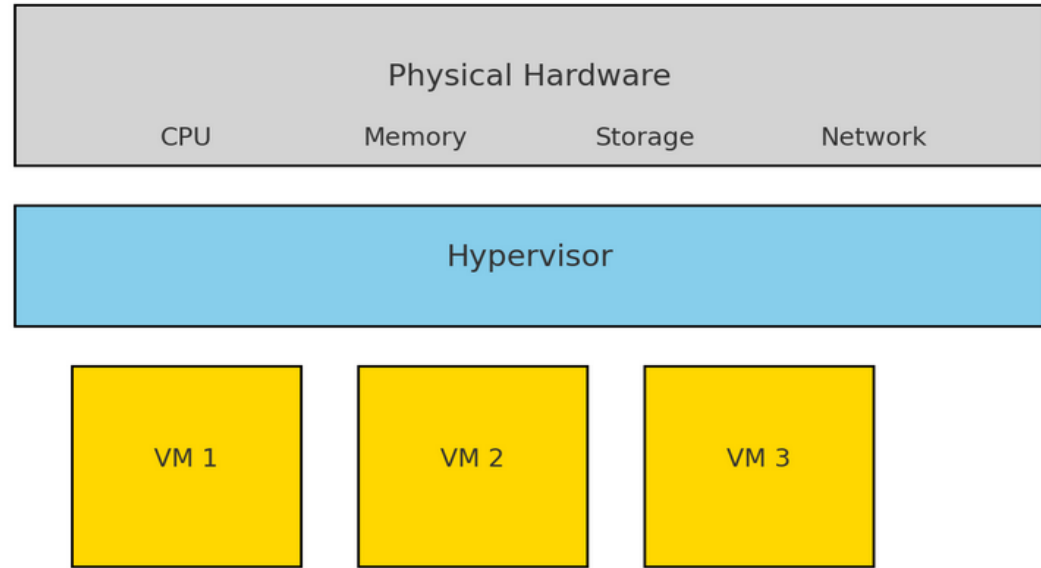 Physical Hardware
CPU Memory Storage Network
Hypervisor
VM 1 VM 2 VM 3